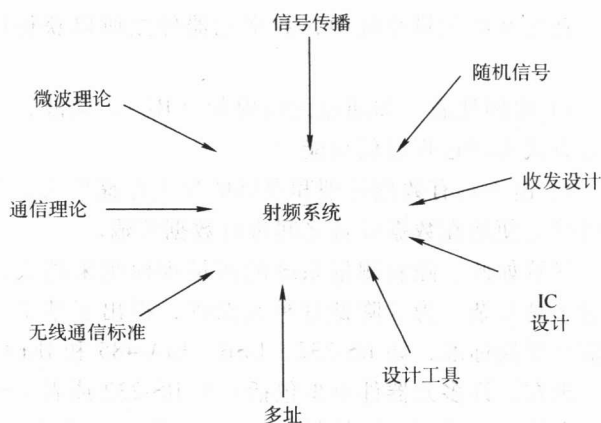 信号传播
随机信号
微波理论
收发设计
通信理论
射频系统
IC
设计
无线通信标准
设计工具
多址